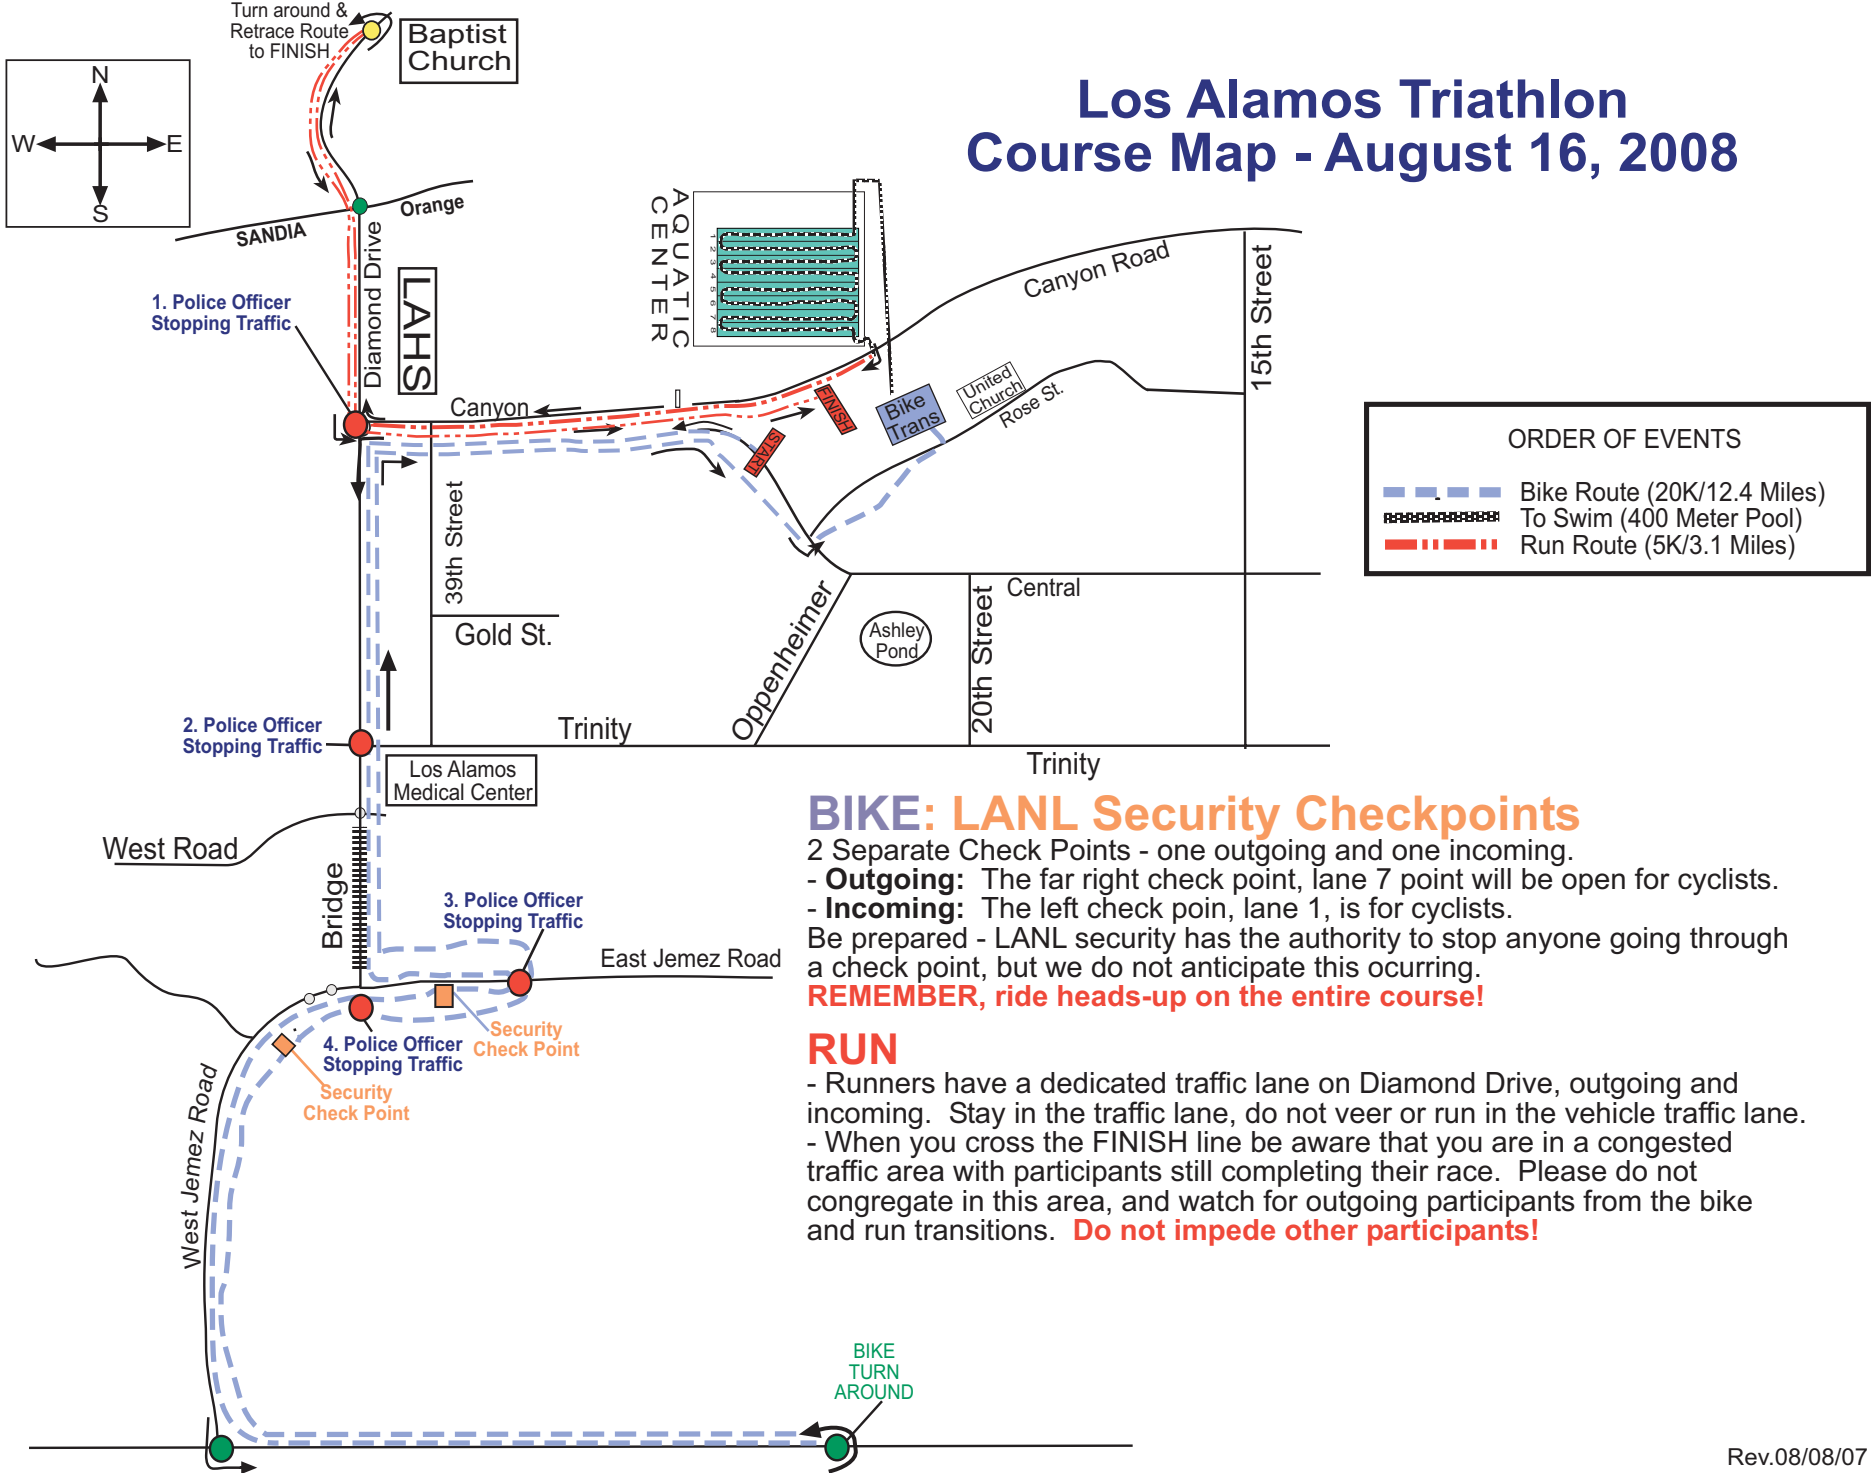 Turn around &
Retrace Route
to FINISH
Baptist
Church
N
W
E
S
Los Alamos Triathlon
Course Map - August 16, 2008
SANDIA
Orange
Diamond Drive
LAHS
1. Police Officer
Stopping Traffic
AQUATIC
CENTER
1
2
3
4
5
6
7
8
Canyon Road
15th Street
Canyon
FINISH
START
Bike
Trans
United
Church
Rose St.
ORDER OF EVENTS
Bike Route (20K/12.4 Miles)
To Swim (400 Meter Pool)
Run Route (5K/3.1 Miles)
39th Street
Gold St.
Oppenheimer
Ashley
Pond
20th Street
Central
2. Police Officer
Stopping Traffic
Trinity
Trinity
Los Alamos
Medical Center
West Road
Bridge
3. Police Officer
Stopping Traffic
East Jemez Road
4. Police Officer
Stopping Traffic
Security
Check Point
Security
Check Point
West Jemez Road
BIKE
TURN
AROUND
BIKE: LANL Security Checkpoints
2 Separate Check Points - one outgoing and one incoming.
- Outgoing: The far right check point, lane 7 point will be open for cyclists.
- Incoming: The left check poin, lane 1, is for cyclists.
Be prepared - LANL security has the authority to stop anyone going through
a check point, but we do not anticipate this ocurring.
REMEMBER, ride heads-up on the entire course!
RUN
- Runners have a dedicated traffic lane on Diamond Drive, outgoing and
incoming. Stay in the traffic lane, do not veer or run in the vehicle traffic lane.
- When you cross the FINISH line be aware that you are in a congested
traffic area with participants still completing their race. Please do not
congregate in this area, and watch for outgoing participants from the bike
and run transitions. Do not impede other participants!
Rev.08/08/07